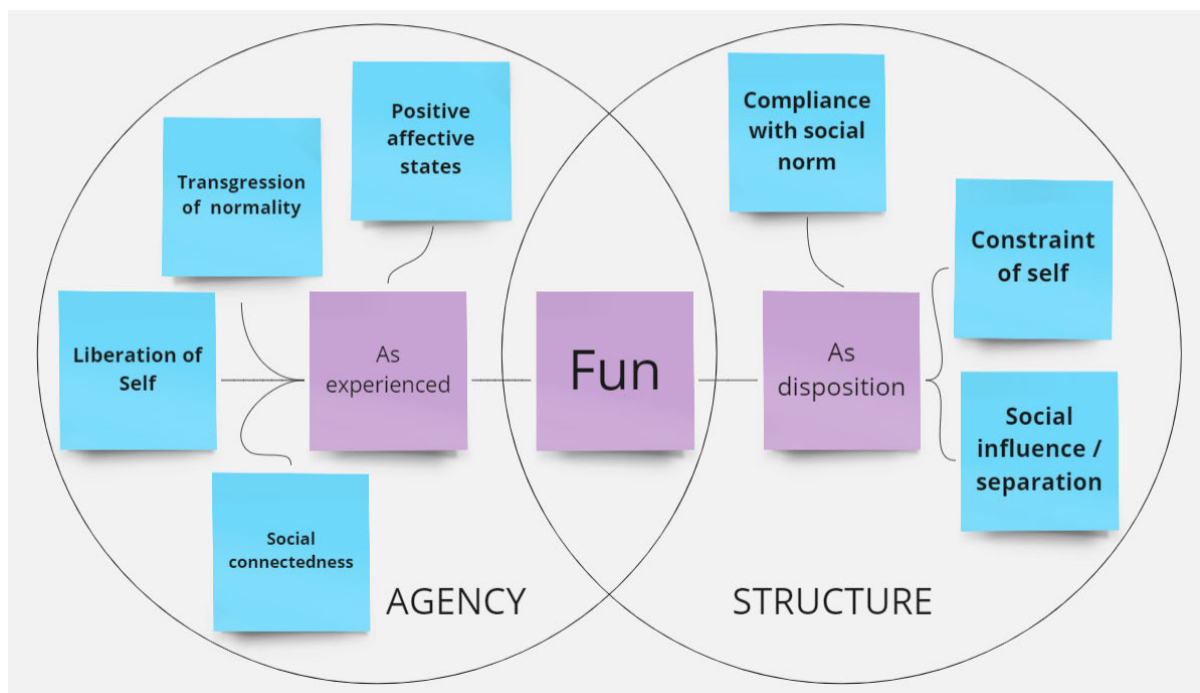 Positive
affective
states
Transgression
of normality
Liberation of
Self
As
experienced
Social
connectedness
AGENCY
Fun
Compliance
with social
norm
As
disposition
Constraint
of self
Social
influence /
separation
STRUCTURE